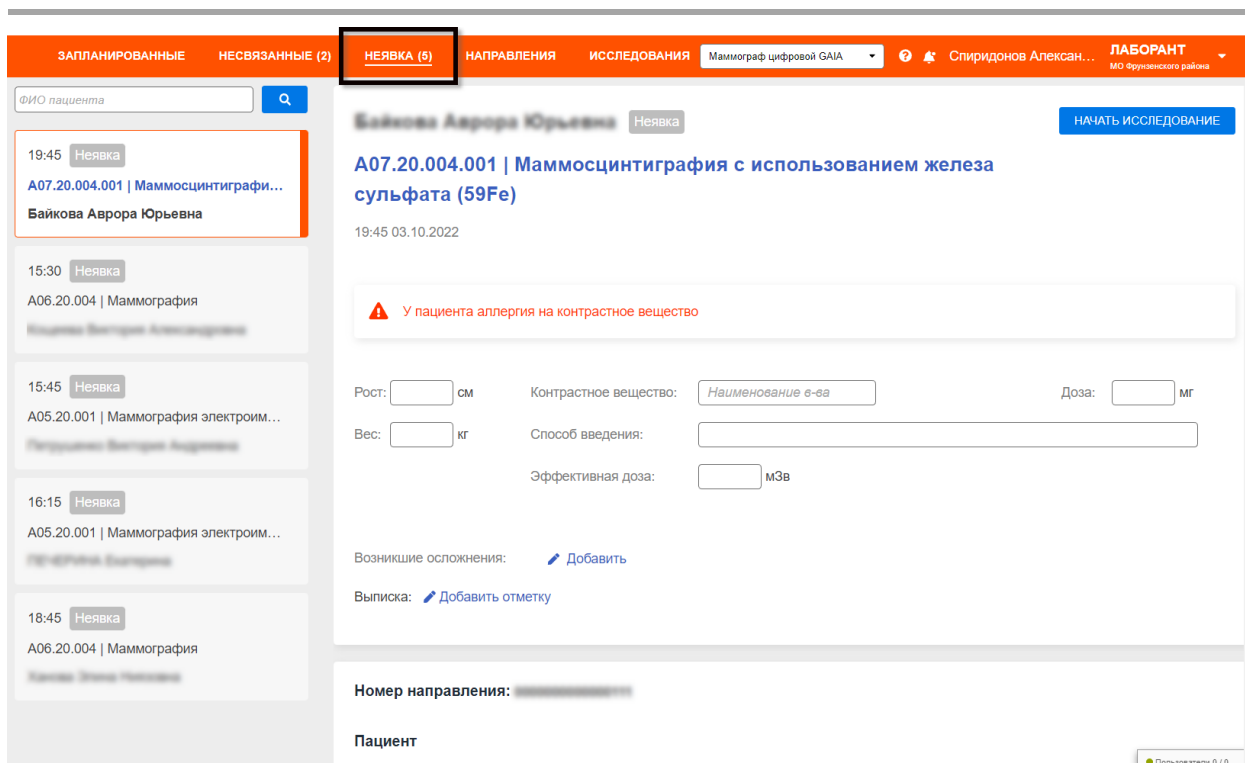 ЗАПЛАНИРОВАННЫЕ НЕСВЯЗАННЫЕ (2) НЕЯВКА (5) НАПРАВЛЕНИЯ ИССЛЕДОВАНИЯ Маммограф цифровой GAIA Спиридонов Алексан... ЛАБОРАНТ
МО Фрунзенского района
ФИО пациента
19:45 Неявка
A07.20.004.001 | Маммосцинтиграфи...
Байкова Аврора Юрьевна
15:30 Неявка
A06.20.004 | Маммография
15:45 Неявка
A05.20.001 | Маммография электроим...
16:15 Неявка
A05.20.001 | Маммография электроим...
18:45 Неявка
A06.20.004 | Маммография
Неявка
НАЧАТЬ ИССЛЕДОВАНИЕ
A07.20.004.001 | Маммосцинтиграфия с использованием железа
сульфата (59Fe)
19:45 03.10.2022
У пациента аллергия на контрастное вещество
Рост: см Контрастное вещество: Наименование в-ва Доза: мг
Вес: кг Способ введения:
Эффективная доза: мЗв
Возникшие осложнения: Добавить
Выписка: Добавить отметку
Номер направления:
Пациент